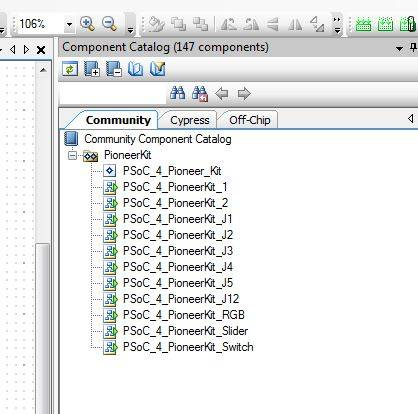 106%
Component Catalog (147 components)
Community Cypress Off-Chip
Community Component Catalog
PioneerKit
PSoC_4_Pioneer_Kit
PSoC_4_PioneerKit_1
PSoC_4_PioneerKit_2
PSoC_4_PioneerKit_J1
PSoC_4_PioneerKit_J2
PSoC_4_PioneerKit_J3
PSoC_4_PioneerKit_J4
PSoC_4_PioneerKit_J5
PSoC_4_PioneerKit_J12
PSoC_4_PioneerKit_RGB
PSoC_4_PioneerKit_Slider
PSoC_4_PioneerKit_Switch